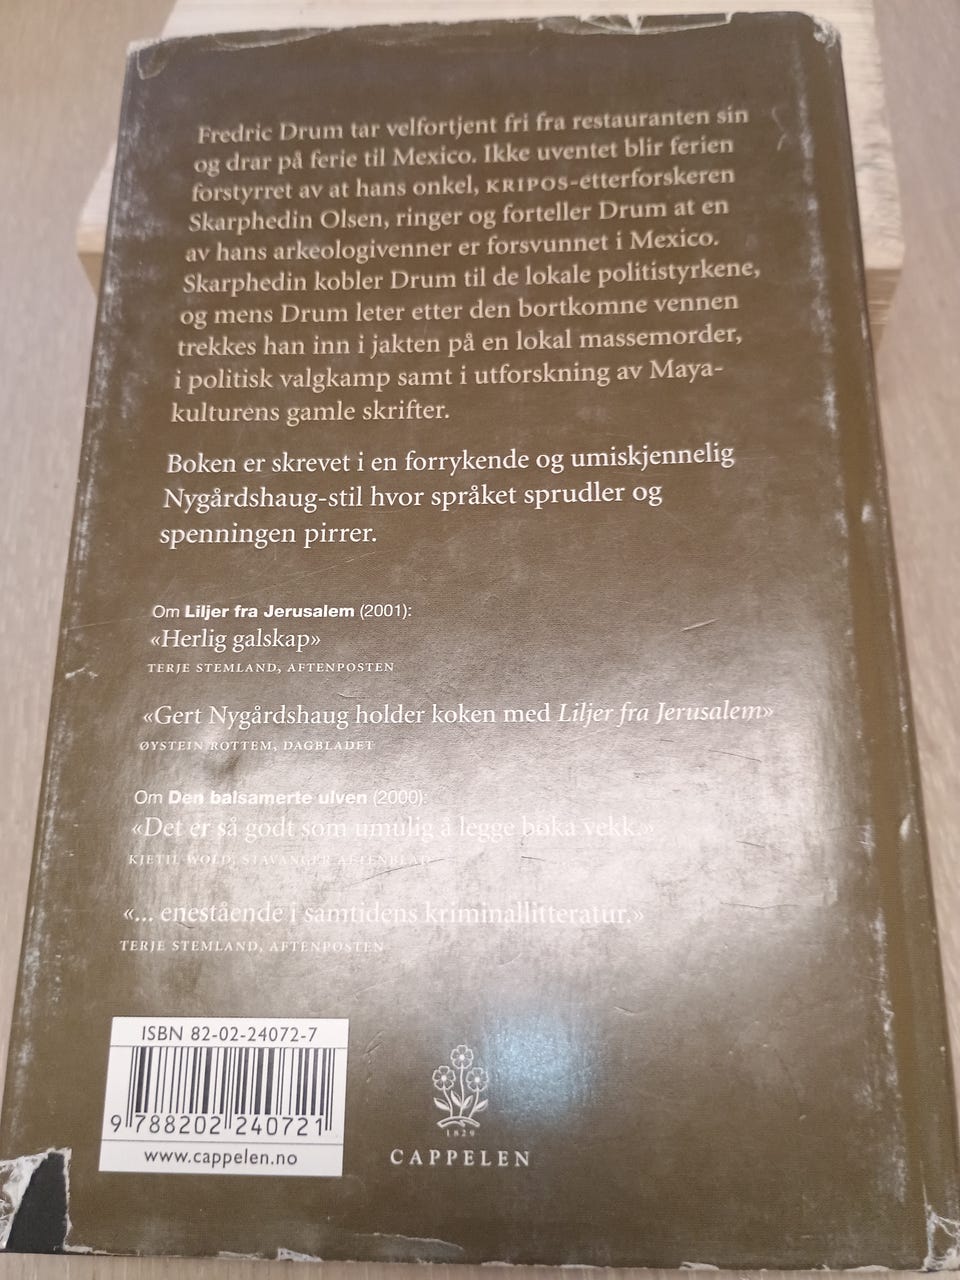 Fredric Drum tar velfortjent fri fra restauranten sin
og drar på ferie til Mexico. Ikke uventet blir ferien
forstyrret av at hans onkel, KRIPOS-etterforskeren
Skarphedin Olsen, ringer og forteller Drum at en
av hans arkeologivenner er forsvunnet i Mexico.
Skarphedin kobler Drum til de lokale politistyrkene,
og mens Drum leter etter den bortkomne vennen
trekkes han inn i jakten på en lokal massemorder,
i politisk valgkamp samt i utforskning av Maya-
kulturens gamle skrifter.
Boken er skrevet i en forrykende og umiskjennelig
Nygårdshaug-stil hvor språket sprudler og
spenningen pirrer.
Om Liljer fra Jerusalem (2001):
«Herlig galskap»
TERJE STEMLAND, AFTENPOSTEN
«Gert Nygårdshaug holder koken med Liljer fra Jerusalem»
ØYSTEIN ROTTEM, DAGBLADET
Om Den balsamerte ulven (2000):
«Det er så godt som umulig å legge boka vekk.»
KJETIL WOLD, STAVANGER AFTENBLAD
«... enestående i samtidens kriminallitteratur.»
TERJE STEMLAND, AFTENPOSTEN
ISBN 82-02-24072-7
9 788202 240721
www.cappelen.no
1829
CAPPELEN